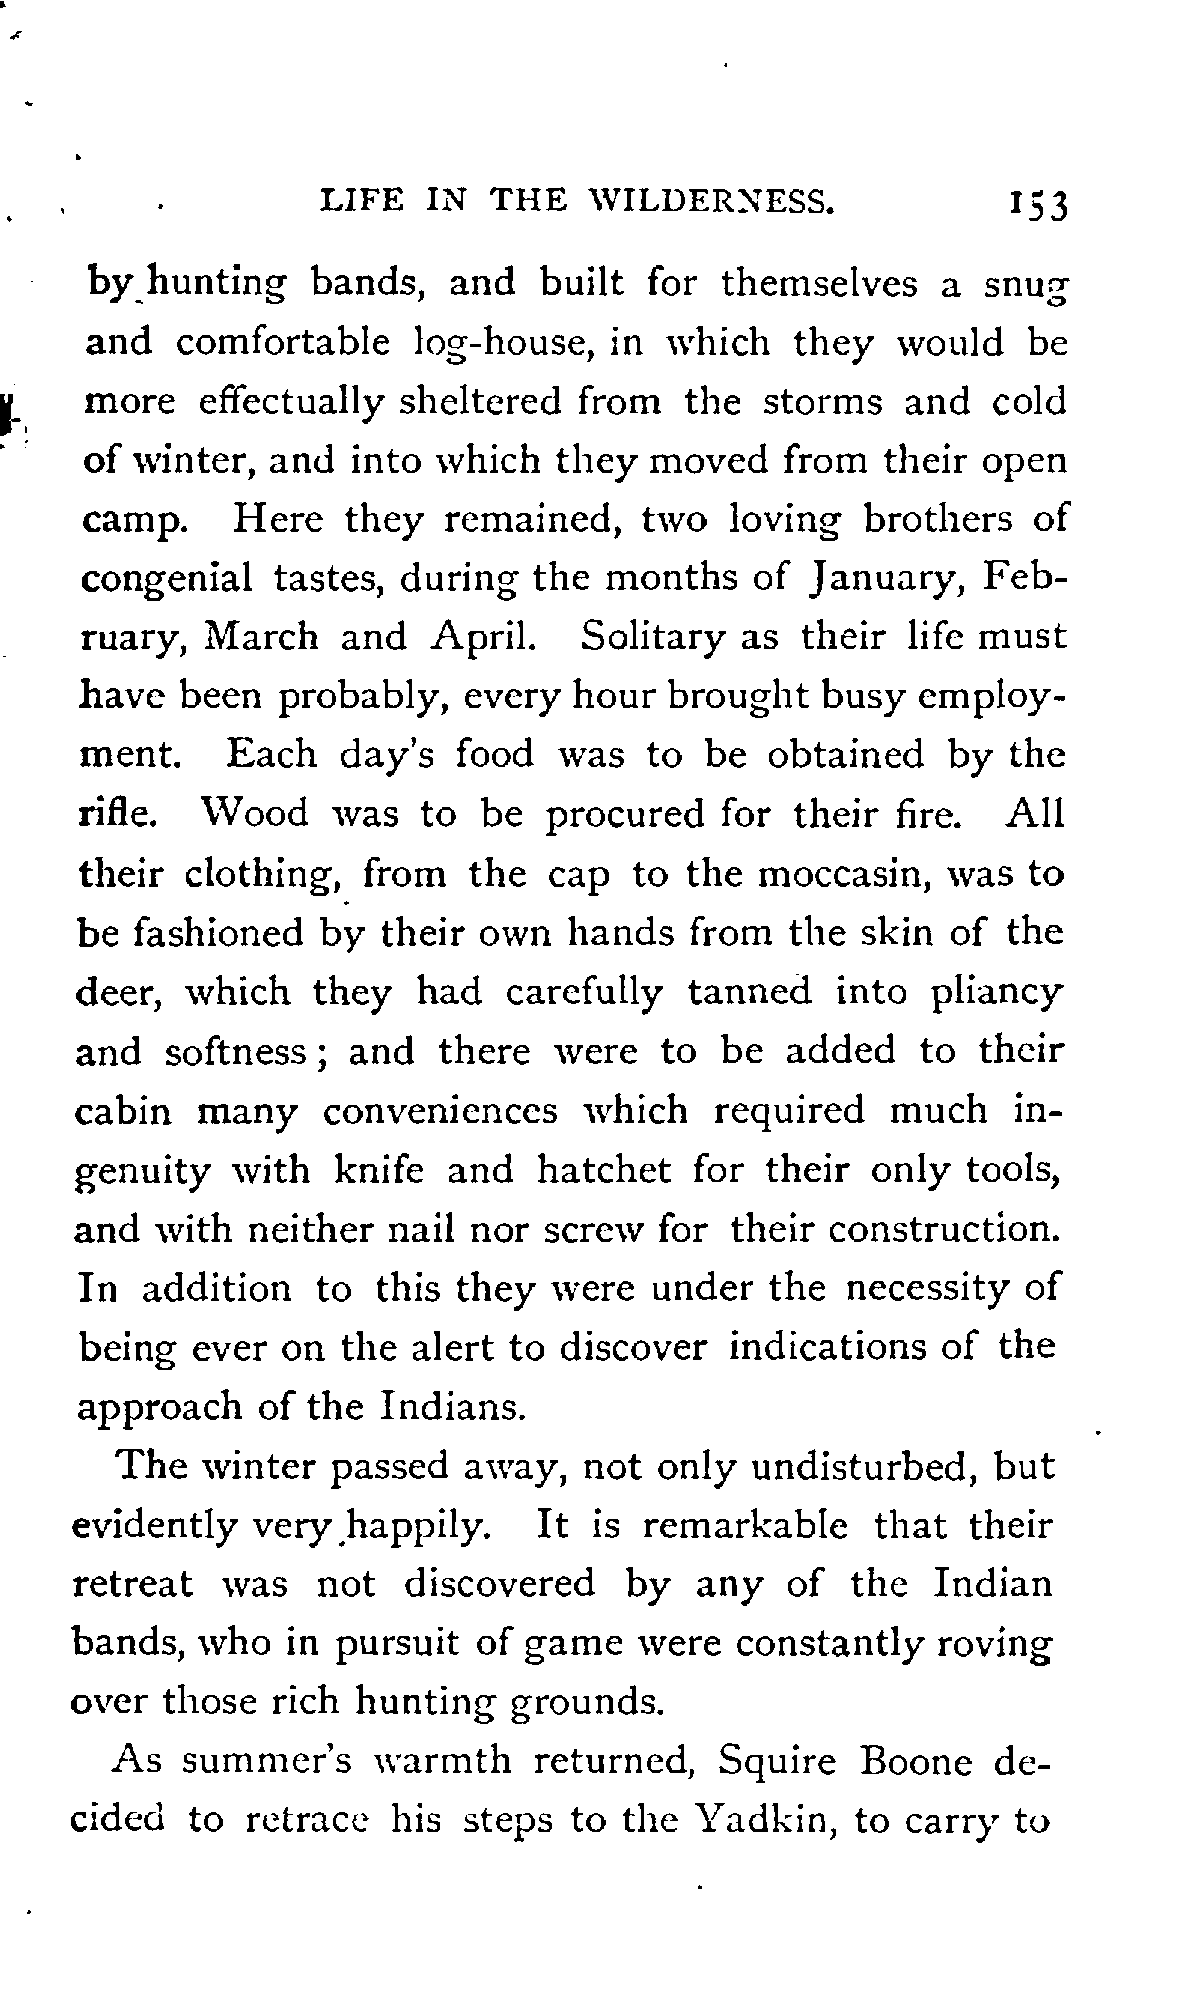 LIFE IN THE WILDERNESS. 153
by hunting bands, and built for themselves a snug
and comfortable log-house, in which they would be
more effectually sheltered from the storms and cold
of winter, and into which they moved from their open
camp. Here they remained, two loving brothers of
congenial tastes, during the months of January, Feb-
ruary, March and April. Solitary as their life must
have been probably, every hour brought busy employ-
ment. Each day's food was to be obtained by the
rifle. Wood was to be procured for their fire. All
their clothing, from the cap to the moccasin, was to
be fashioned by their own hands from the skin of the
deer, which they had carefully tanned into pliancy
and softness; and there were to be added to their
cabin many conveniences which required much in-
genuity with knife and hatchet for their only tools,
and with neither nail nor screw for their construction.
In addition to this they were under the necessity of
being ever on the alert to discover indications of the
approach of the Indians.
The winter passed away, not only undisturbed, but
evidently very happily. It is remarkable that their
retreat was not discovered by any of the Indian
bands, who in pursuit of game were constantly roving
over those rich hunting grounds.
As summer's warmth returned, Squire Boone de-
cided to retrace his steps to the Yadkin, to carry to